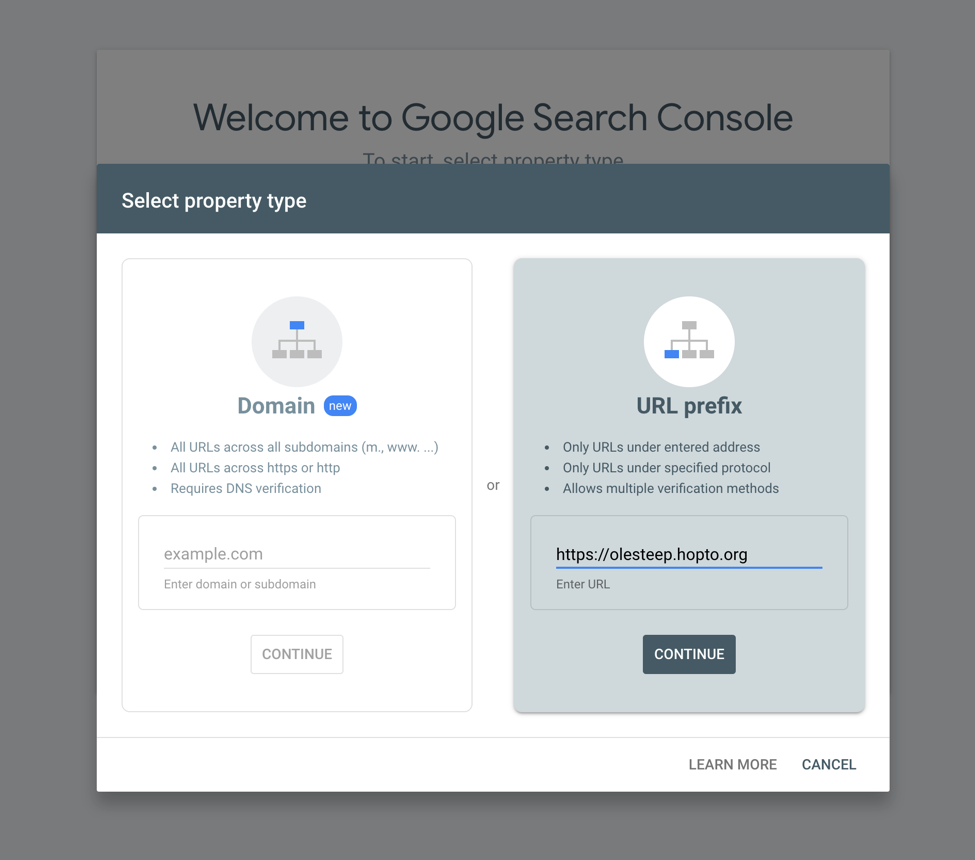 Welcome to Google Search Console
To start, select property type
Select property type
Domain new
• All URLs across all subdomains (m., www. ...)
• All URLs across https or http
• Requires DNS verification
example.com
Enter domain or subdomain
CONTINUE
or
URL prefix
• Only URLs under entered address
• Only URLs under specified protocol
• Allows multiple verification methods
https://olesteep.hopto.org
Enter URL
CONTINUE
LEARN MORE CANCEL